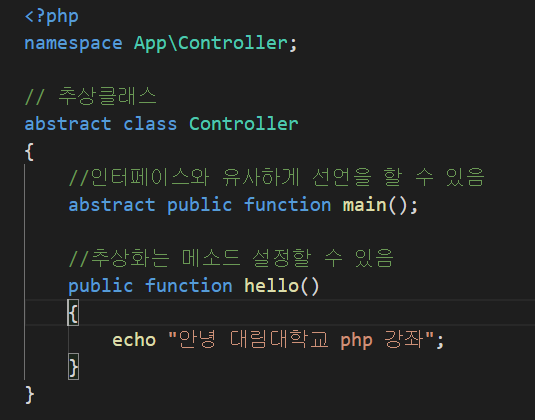 <?php
namespace App\Controller;
// 추상클래스
abstract class Controller
{
//인터페이스와 유사하게 선언을 할 수 있음
abstract public function main();
//추상화는 메소드 설정할 수 있음
public function hello()
{
echo "안녕 대림대학교 php 강좌";
}
}